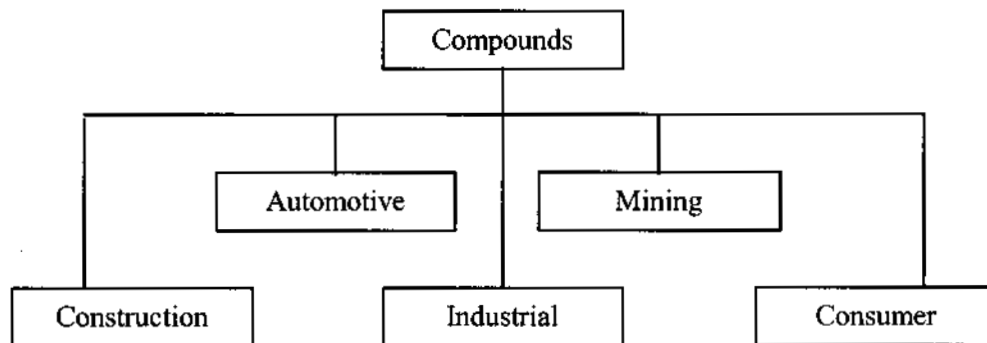 Compounds
Automotive
Mining
Construction
Industrial
Consumer